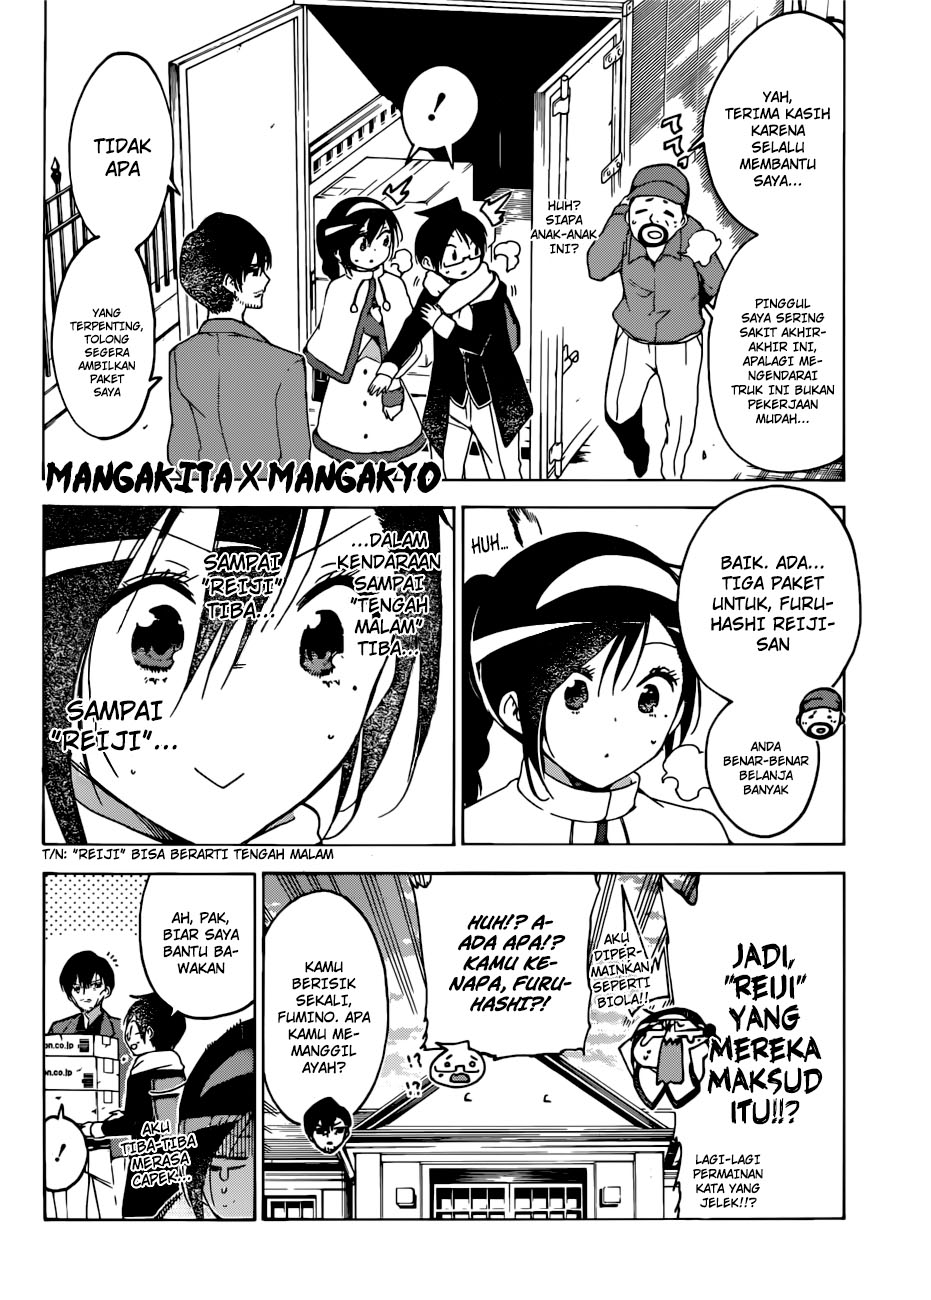 YAH,
TERIMA KASIH
KARENA
SELALU
MEMBANTU
SAYA...
PINGGUL
SAYA SERING
SAKIT AKHIR-
AKHIR INI,
APALAGI ME-
NGENDARAI
TRUK INI BUKAN
PEKERJAAN
MUDAH...
HUH?
SIAPA
ANAK-ANAK
INI?
!
TIDAK
APA
YANG
TERPENTING,
TOLONG
SEGERA
AMBILKAN
PAKET
SAYA
MANGAKITA X MANGAKYO
BAIK. ADA...
TIGA PAKET
UNTUK, FURU-
HASHI REIJI-
SAN
ANDA
BENAR-BENAR
BELANJA
BANYAK
HUH...
...DALAM
KENDARAAN
SAMPAI
"TENGAH
MALAM"
TIBA...
SAMPAI
"REIJI"
TIBA...
SAMPAI
"REIJI"...
T/N: "REIJI" BISA BERARTI TENGAH MALAM
JADI,
"REIJI"
YANG
MEREKA
MAKSUD
ITU!!?
LAGI-LAGI
PERMAINAN
KATA YANG
JELEK!!?
AKU
DIPER-
MAINKAN
SEPERTI
BIOLA!!
HUH!? A-
ADA APA!?
KAMU KE-
NAPA, FURU-
HASHI?!
!?
!?
KAMU
BERISIK
SEKALI,
FUMINO. APA
KAMU ME-
MANGGIL
AYAH?
AH, PAK,
BIAR SAYA
BANTU BA-
WAKAN
on.co.jp
on.co.jp
!
AKU
TIBA-TIBA
MERASA
CAPEK...